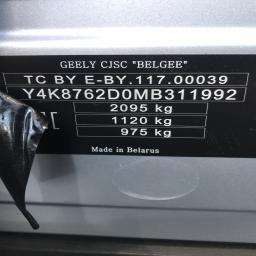 GEELY CJSC "BELGEE"
TC BY E-BY.117.00039
Y4K8762D0MB311992
2095 kg
1120 kg
975 kg
Made in Belarus